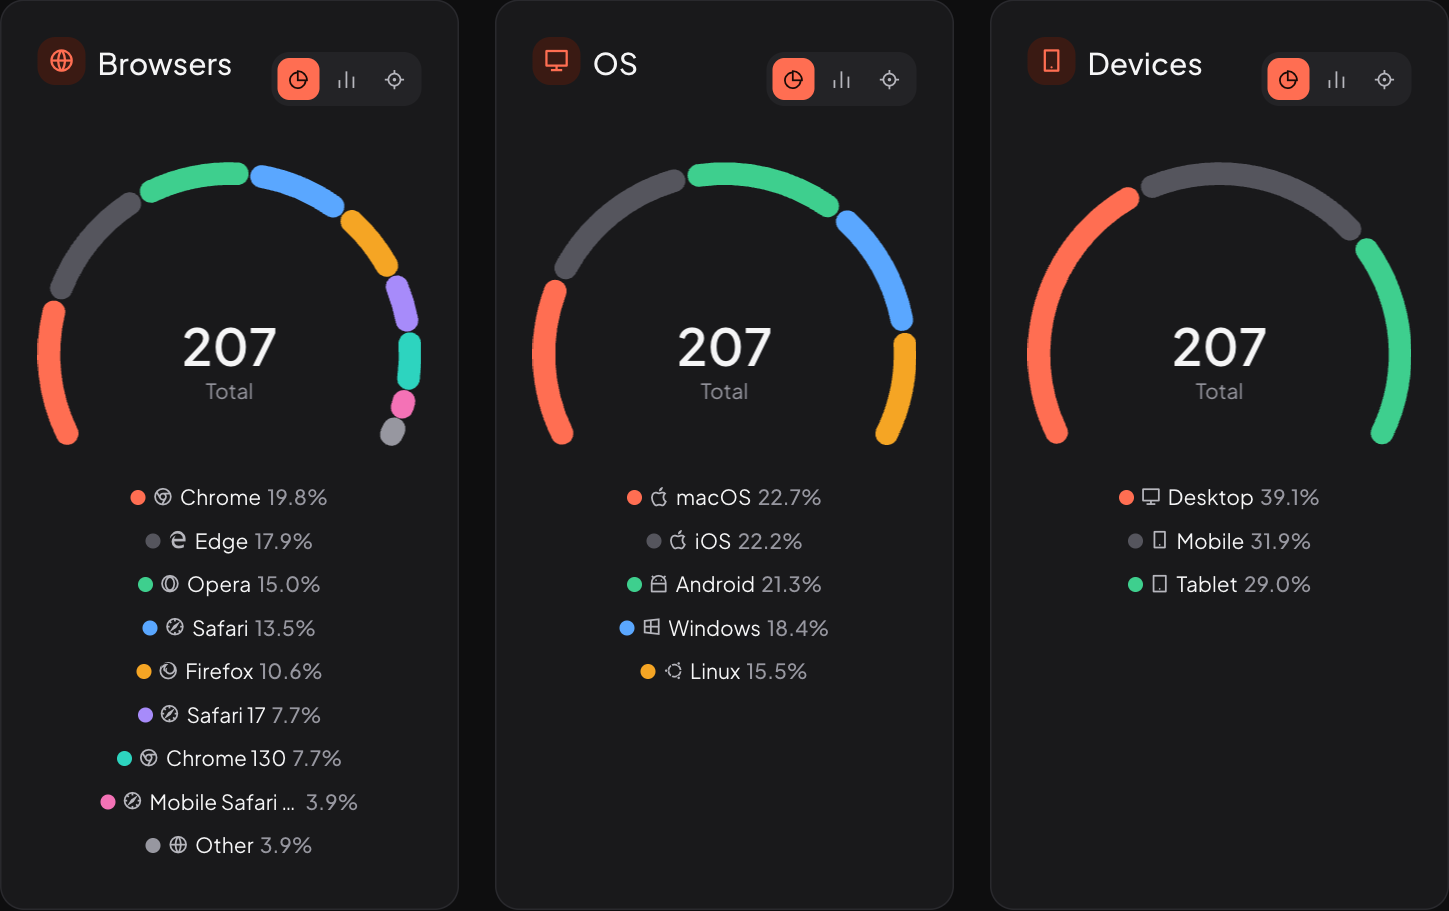 Browsers
207
Total
Chrome 19.8%
Edge 17.9%
Opera 15.0%
Safari 13.5%
Firefox 10.6%
Safari 17 7.7%
Chrome 130 7.7%
Mobile Safari ... 3.9%
Other 3.9%
OS
207
Total
macOS 22.7%
iOS 22.2%
Android 21.3%
Windows 18.4%
Linux 15.5%
Devices
207
Total
Desktop 39.1%
Mobile 31.9%
Tablet 29.0%